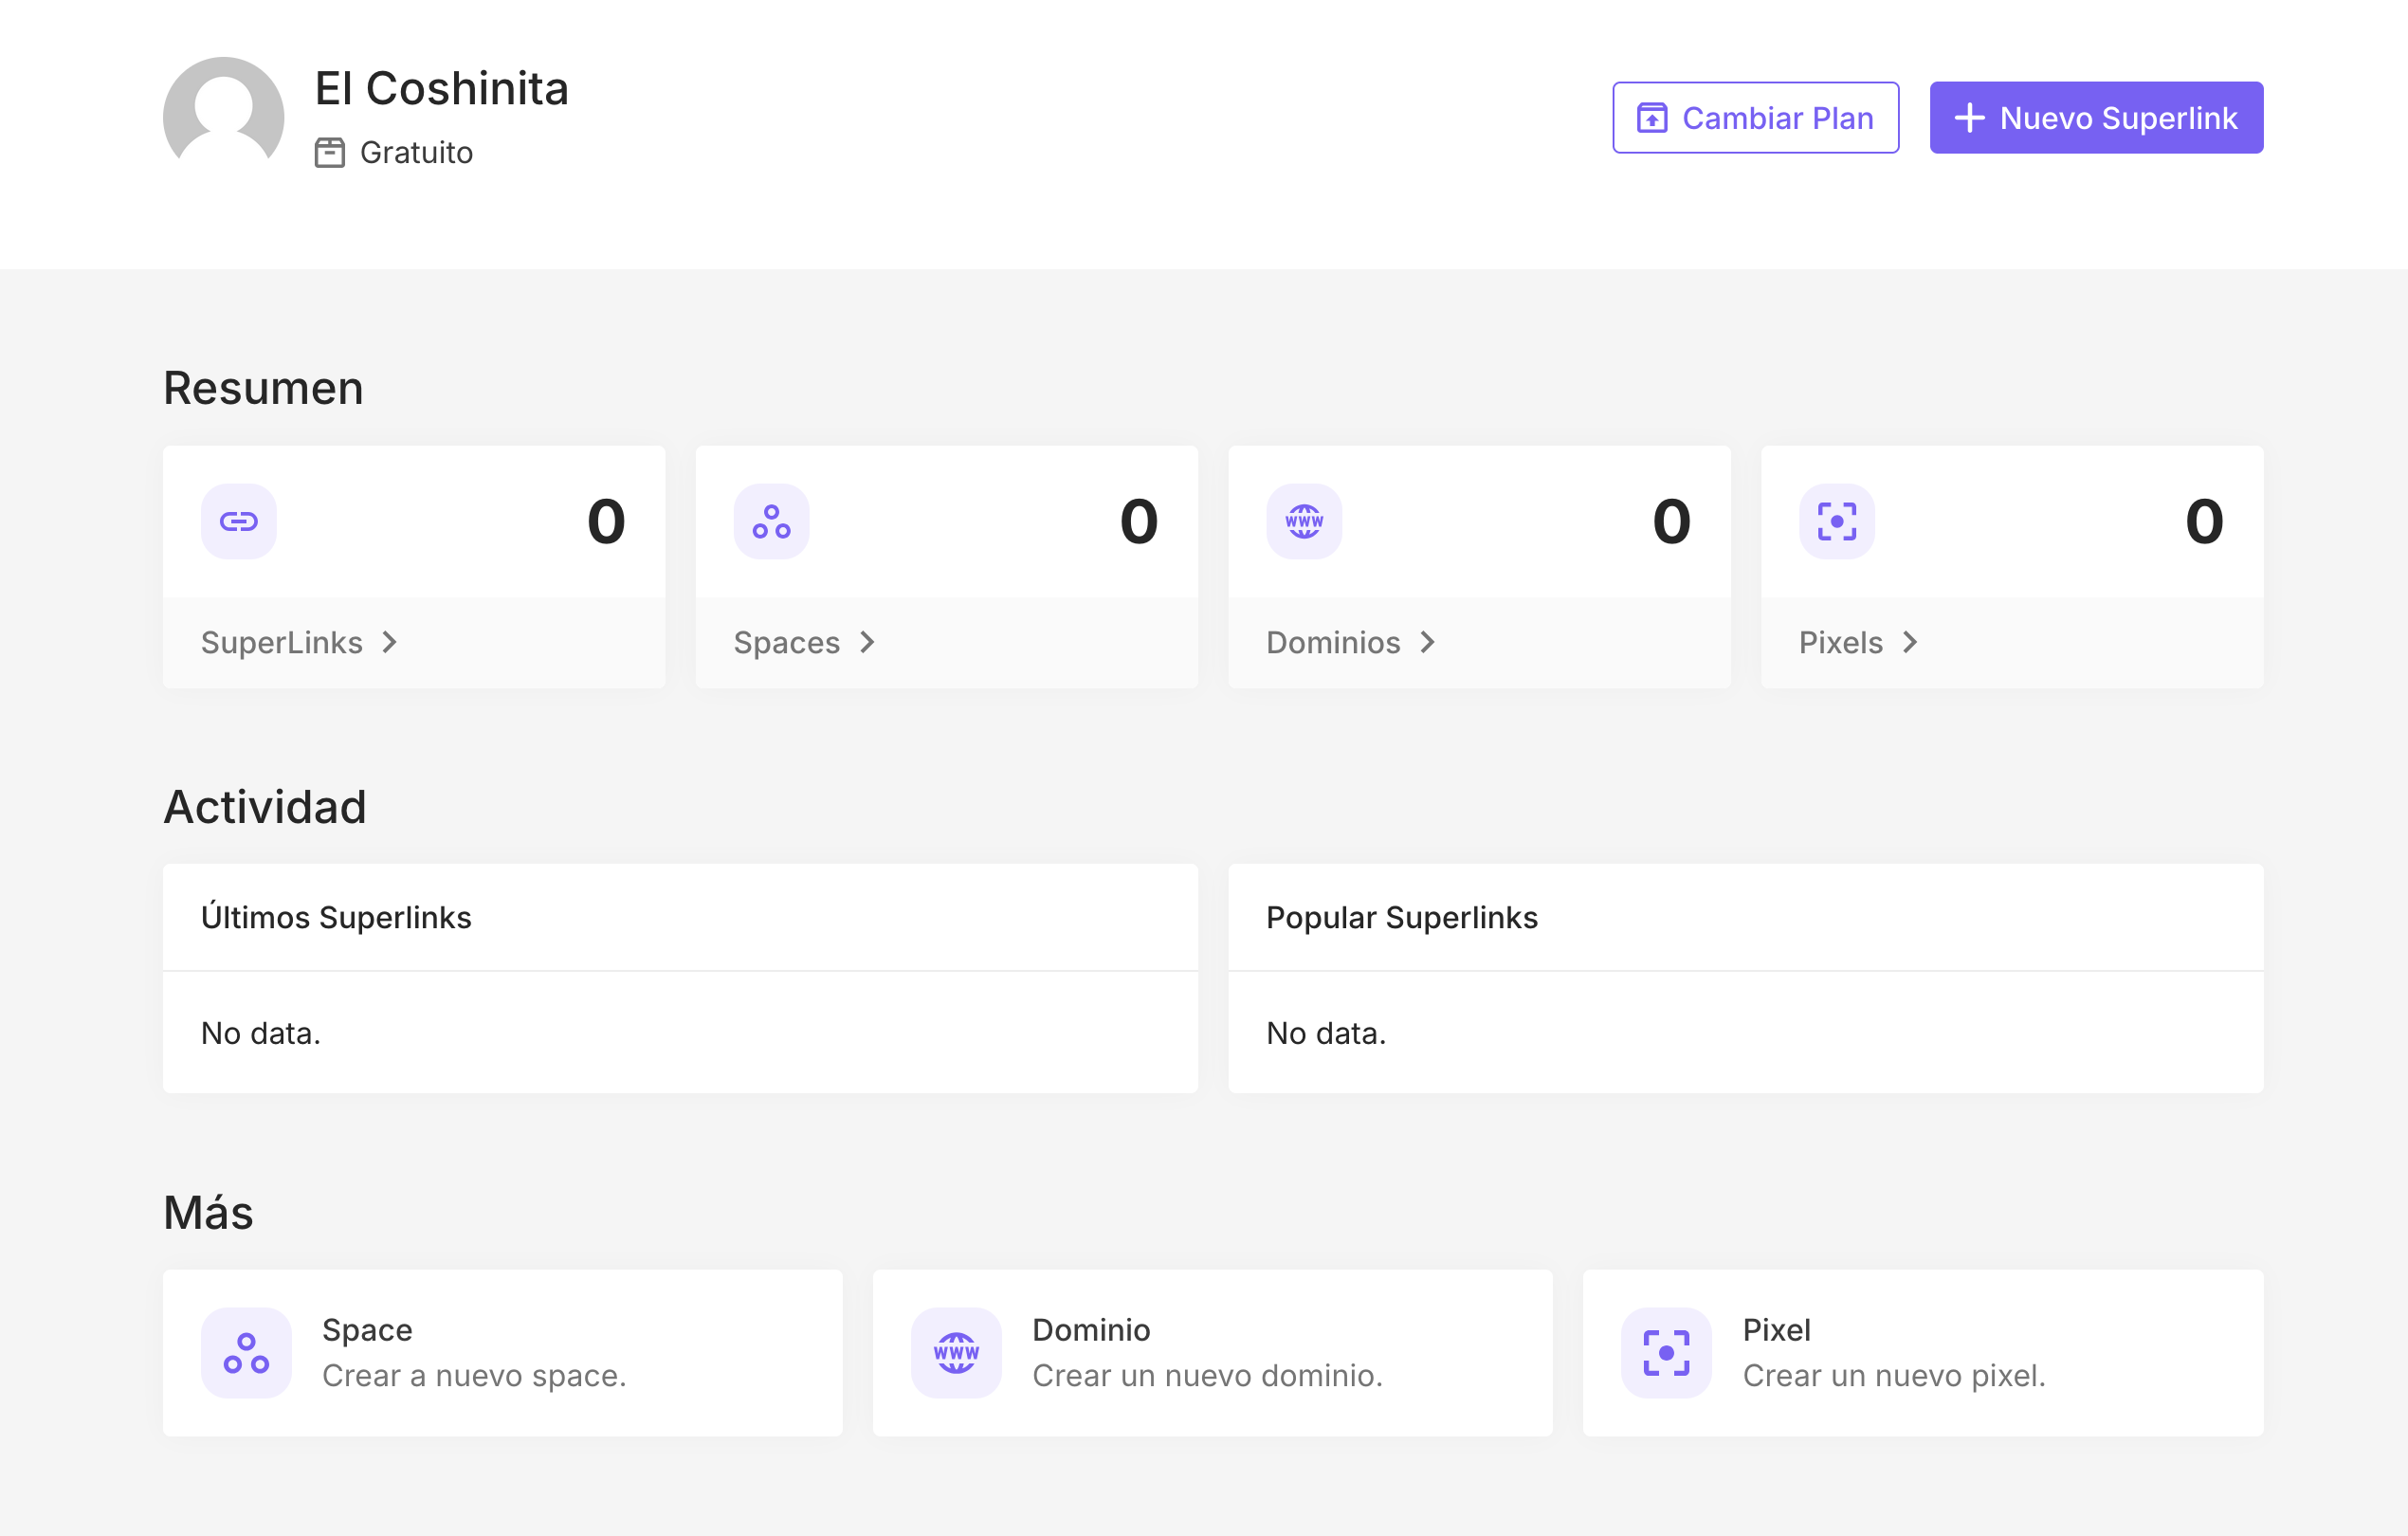 El Coshinita
Gratuito
Cambiar Plan
Nuevo Superlink
Resumen
0
SuperLinks
0
Spaces
www
0
Dominios
0
Pixels
Actividad
Últimos Superlinks
No data.
Popular Superlinks
No data.
Más
Space
Crear a nuevo space.
www
Dominio
Crear un nuevo dominio.
Pixel
Crear un nuevo pixel.